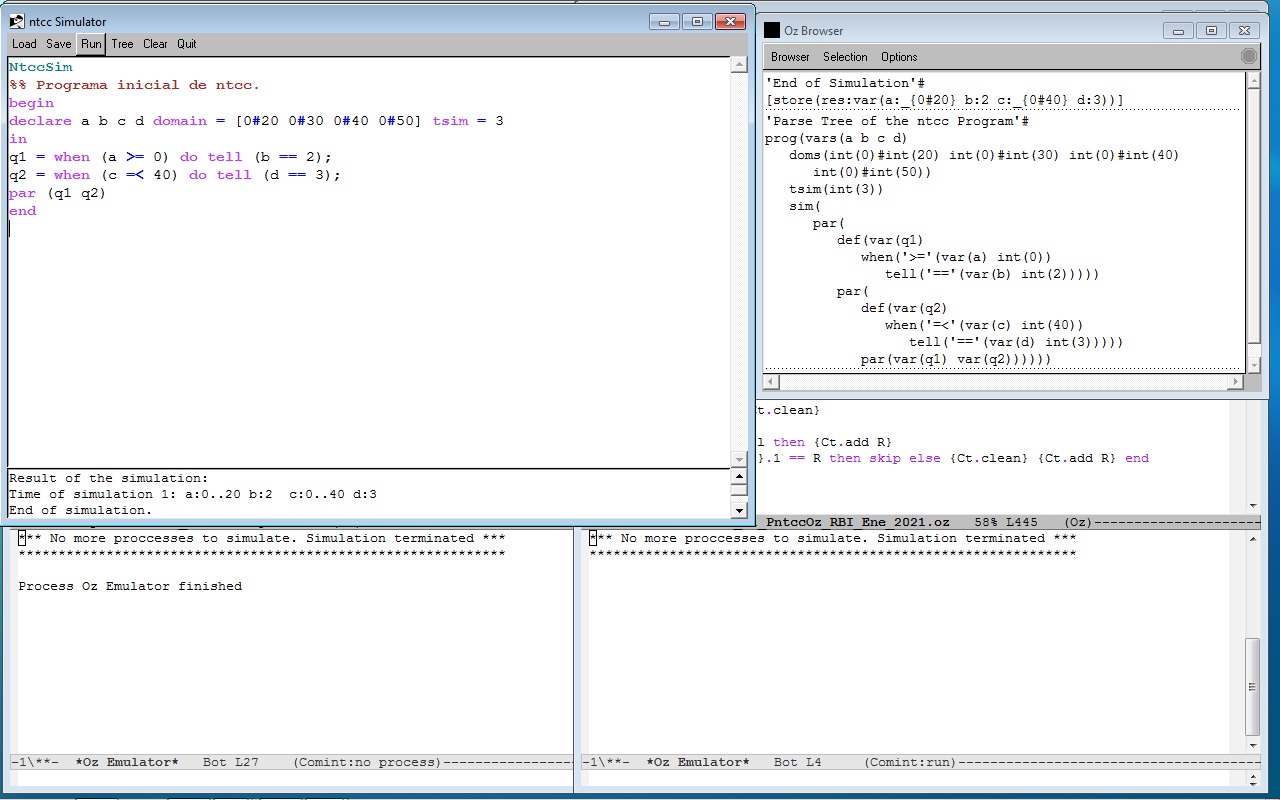 ntcc Simulator
Load Save Run Tree Clear Quit
NtccSim
%% Programa inicial de ntcc.
begin
declare a b c d domain = [0#20 0#30 0#40 0#50] tsim = 3
in
q1 = when (a >= 0) do tell (b == 2);
q2 = when (c =< 40) do tell (d == 3);
par (q1 q2)
end
Result of the simulation:
Time of simulation 1: a:0..20 b:2  c:0..40 d:3
End of simulation.
Oz Browser
Browser Selection Options
'End of Simulation'#
[store(res:var(a:_{0#20} b:2 c:_{0#40} d:3))]
'Parse Tree of the ntcc Program'#
prog(vars(a b c d)
doms(int(0)#int(20) int(0)#int(30) int(0)#int(40)
int(0)#int(50))
tsim(int(3))
sim(
par(
def(var(q1)
when('>='(var(a) int(0))
tell('=='(var(b) int(2)))))
par(
def(var(q2)
when('=<'(var(c) int(40))
tell('=='(var(d) int(3)))))
par(var(q1) var(q2))))))
t.clean}
l then {Ct.add R}
}.1 == R then skip else {Ct.clean} {Ct.add R} end
_PntccOz_RBI_Ene_2021.oz   58% L445   (Oz)---------------------
*** No more proccesses to simulate. Simulation terminated ***
*************************************************************
Process Oz Emulator finished
-1\**-  *Oz Emulator*   Bot L27    (Comint:no process)-----------------
*** No more proccesses to simulate. Simulation terminated ***
*************************************************************
-1\**-  *Oz Emulator*   Bot L4     (Comint:run)--------------------------------------